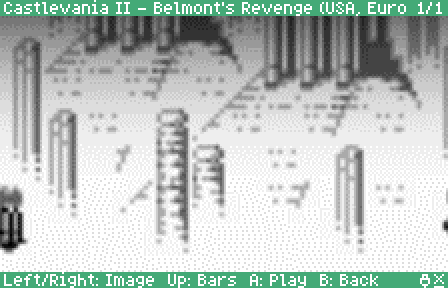 Castlevania II - Belmont's Revenge (USA, Euro 1/1
Left/Right: Image Up: Bars A: Play B: Back